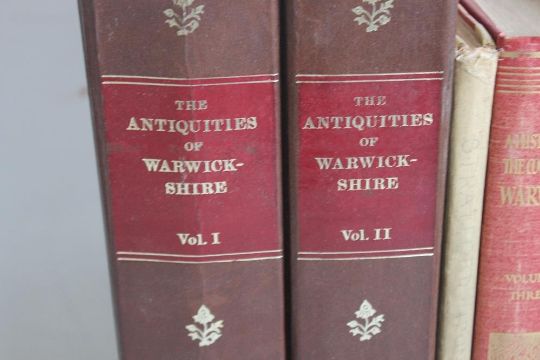 THE
ANTIQUITIES
OF
WARWICK-
SHIRE
Vol. I
THE
ANTIQUITIES
OF
WARWICK-
SHIRE
Vol. II